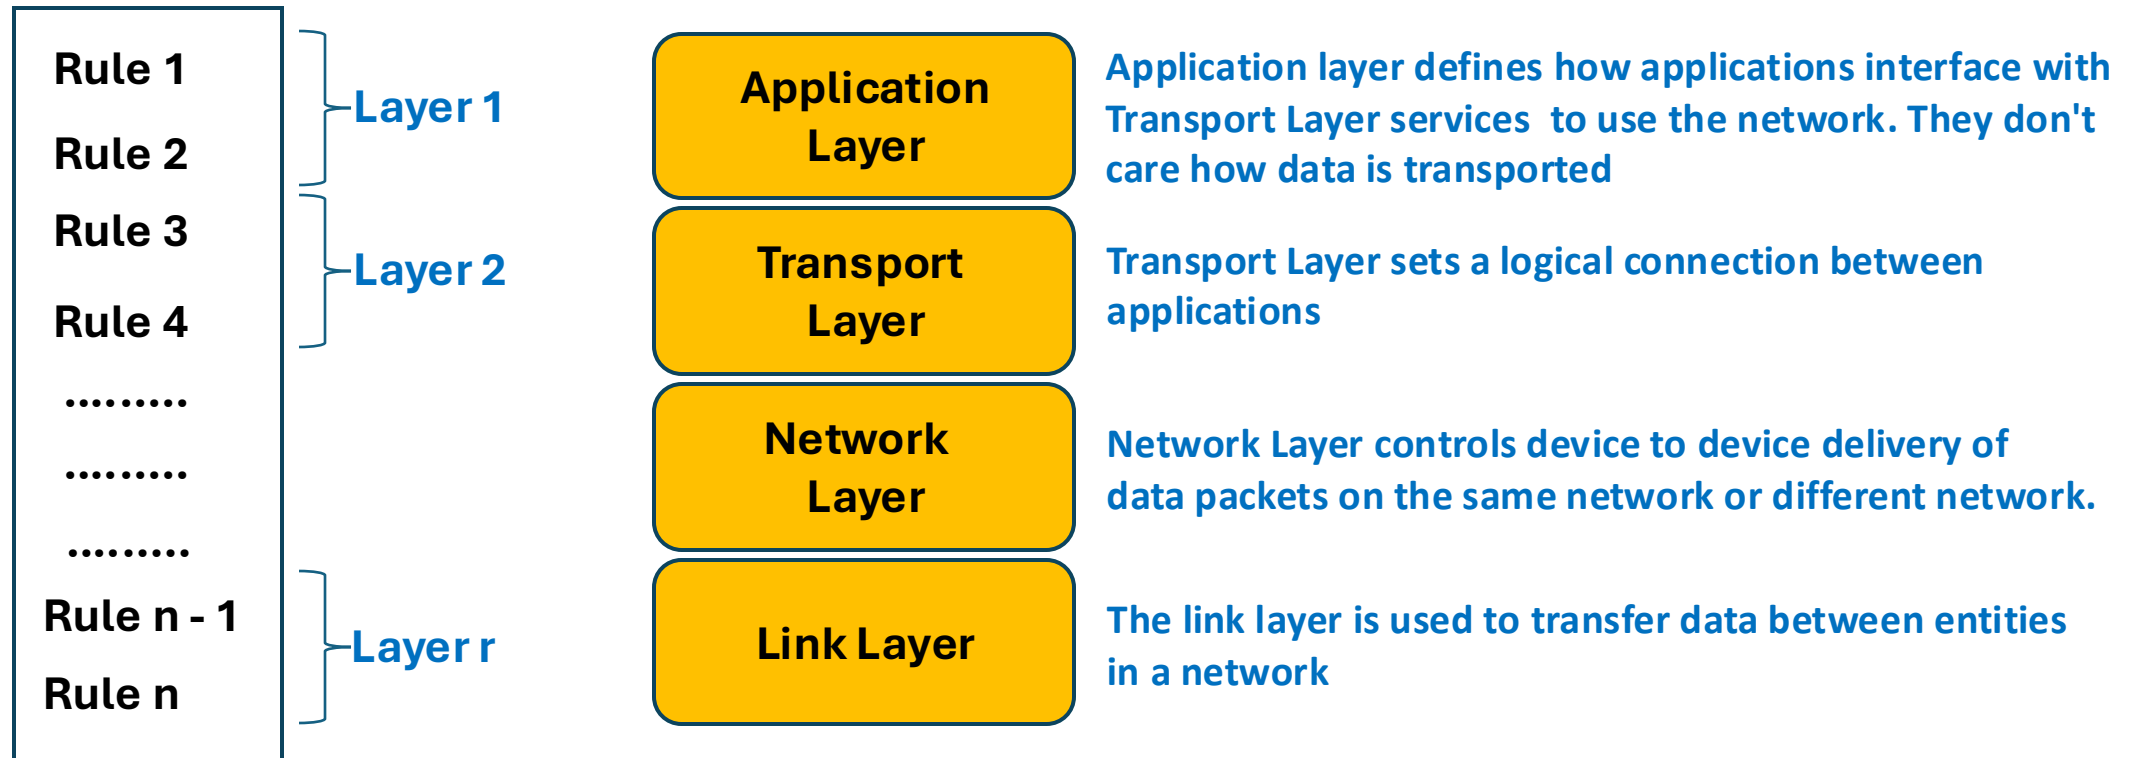 Rule 1
Rule 2
Rule 3
Rule 4
.........
.........
.........
Rule n - 1
Rule n
Layer 1
Layer 2
Layer r
Application
Layer
Application layer defines how applications interface with
Transport Layer services  to use the network. They don't
care how data is transported
Transport
Layer
Transport Layer sets a logical connection between
applications
Network
Layer
Network Layer controls device to device delivery of
data packets on the same network or different network.
Link Layer
The link layer is used to transfer data between entities
in a network